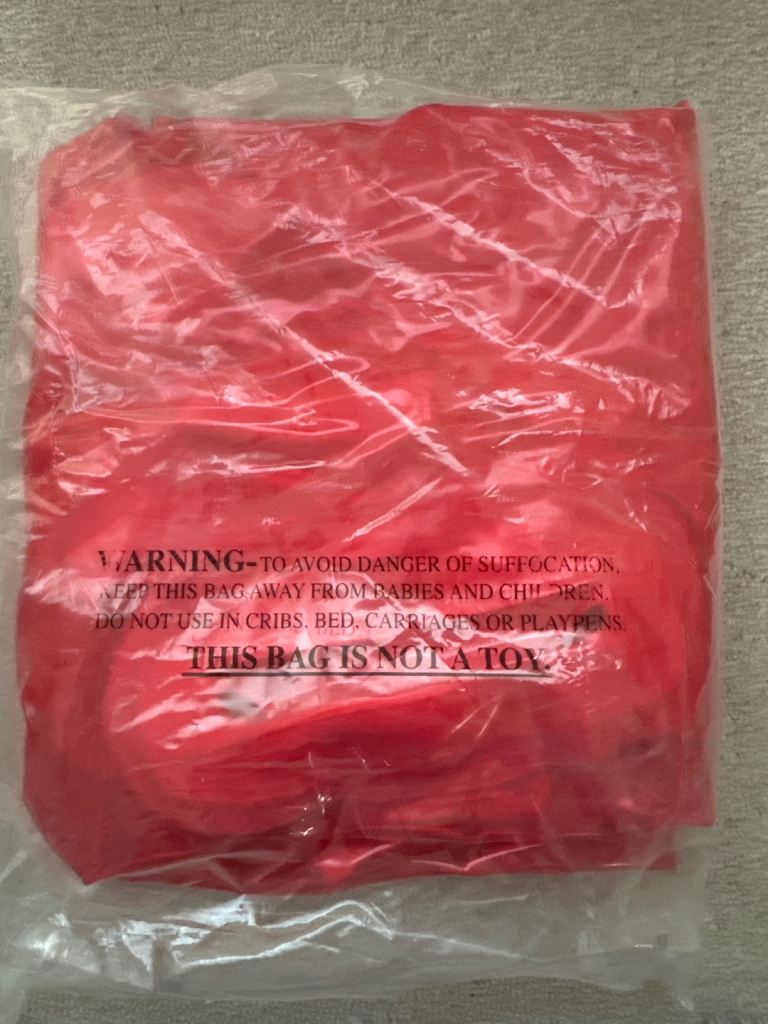 WARNING-TO AVOID DANGER OF SUFFOCATION,
KEEP THIS BAG AWAY FROM BABIES AND CHILDREN.
DO NOT USE IN CRIBS, BED, CARRIAGES OR PLAYPENS.
THIS BAG IS NOT A TOY.